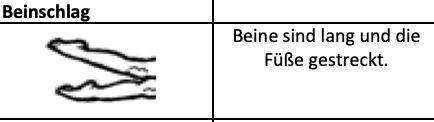 Beinschlag
Beine sind lang und die
Füße gestreckt.